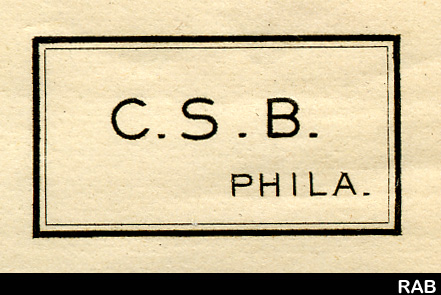 C. S. B.
PHILA.
RAB